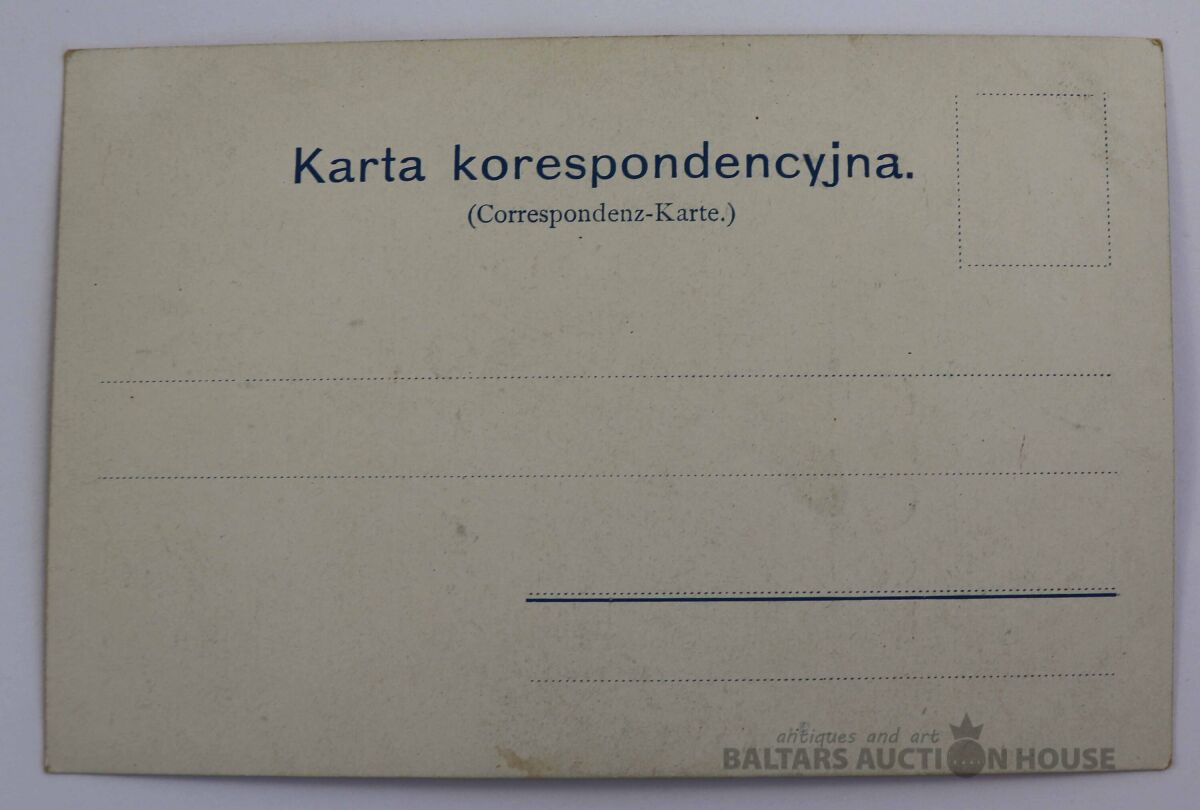 Karta korespondencyjna.
(Correspondenz-Karte.)
antiques and art
BALTARS AUCTION HOUSE